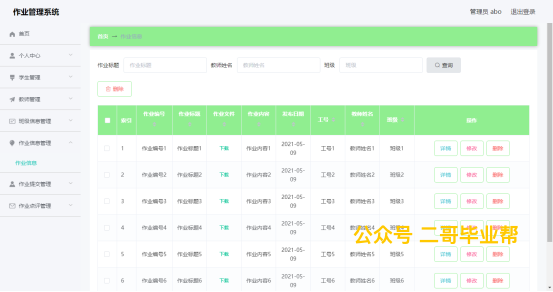 作业管理系统
管理员 abo 退出登录
首页
个人中心
学生管理
教师管理
班级信息管理
作业信息管理
作业信息
作业提交管理
作业点评管理
首页 → 作业信息
作业标题 作业标题 教师姓名 教师姓名 班级 班级 查询
删除
索引 作业编号 作业标题 作业文件 作业内容 发布日期 工号 教师姓名 班级 操作
1 作业编号1 作业标题1 下载 作业内容1 2021-05-09 工号1 教师姓名1 班级1 详情 修改 删除
2 作业编号2 作业标题2 下载 作业内容2 2021-05-09 工号2 教师姓名2 班级2 详情 修改 删除
3 作业编号3 作业标题3 下载 作业内容3 2021-05-09 工号3 教师姓名3 班级3 详情 修改 删除
4 作业编号4 作业标题4 下载 作业内容4 2021-05-09 工号4 教师姓名4 班级4 详情 修改 删除
公众号 二哥毕业帮
5 作业编号5 作业标题5 下载 作业内容5 2021-05-09 工号5 教师姓名5 班级5 详情 修改 删除
6 作业编号6 作业标题6 下载 作业内容6 2021-05-09 工号6 教师姓名6 班级6 详情 修改 删除